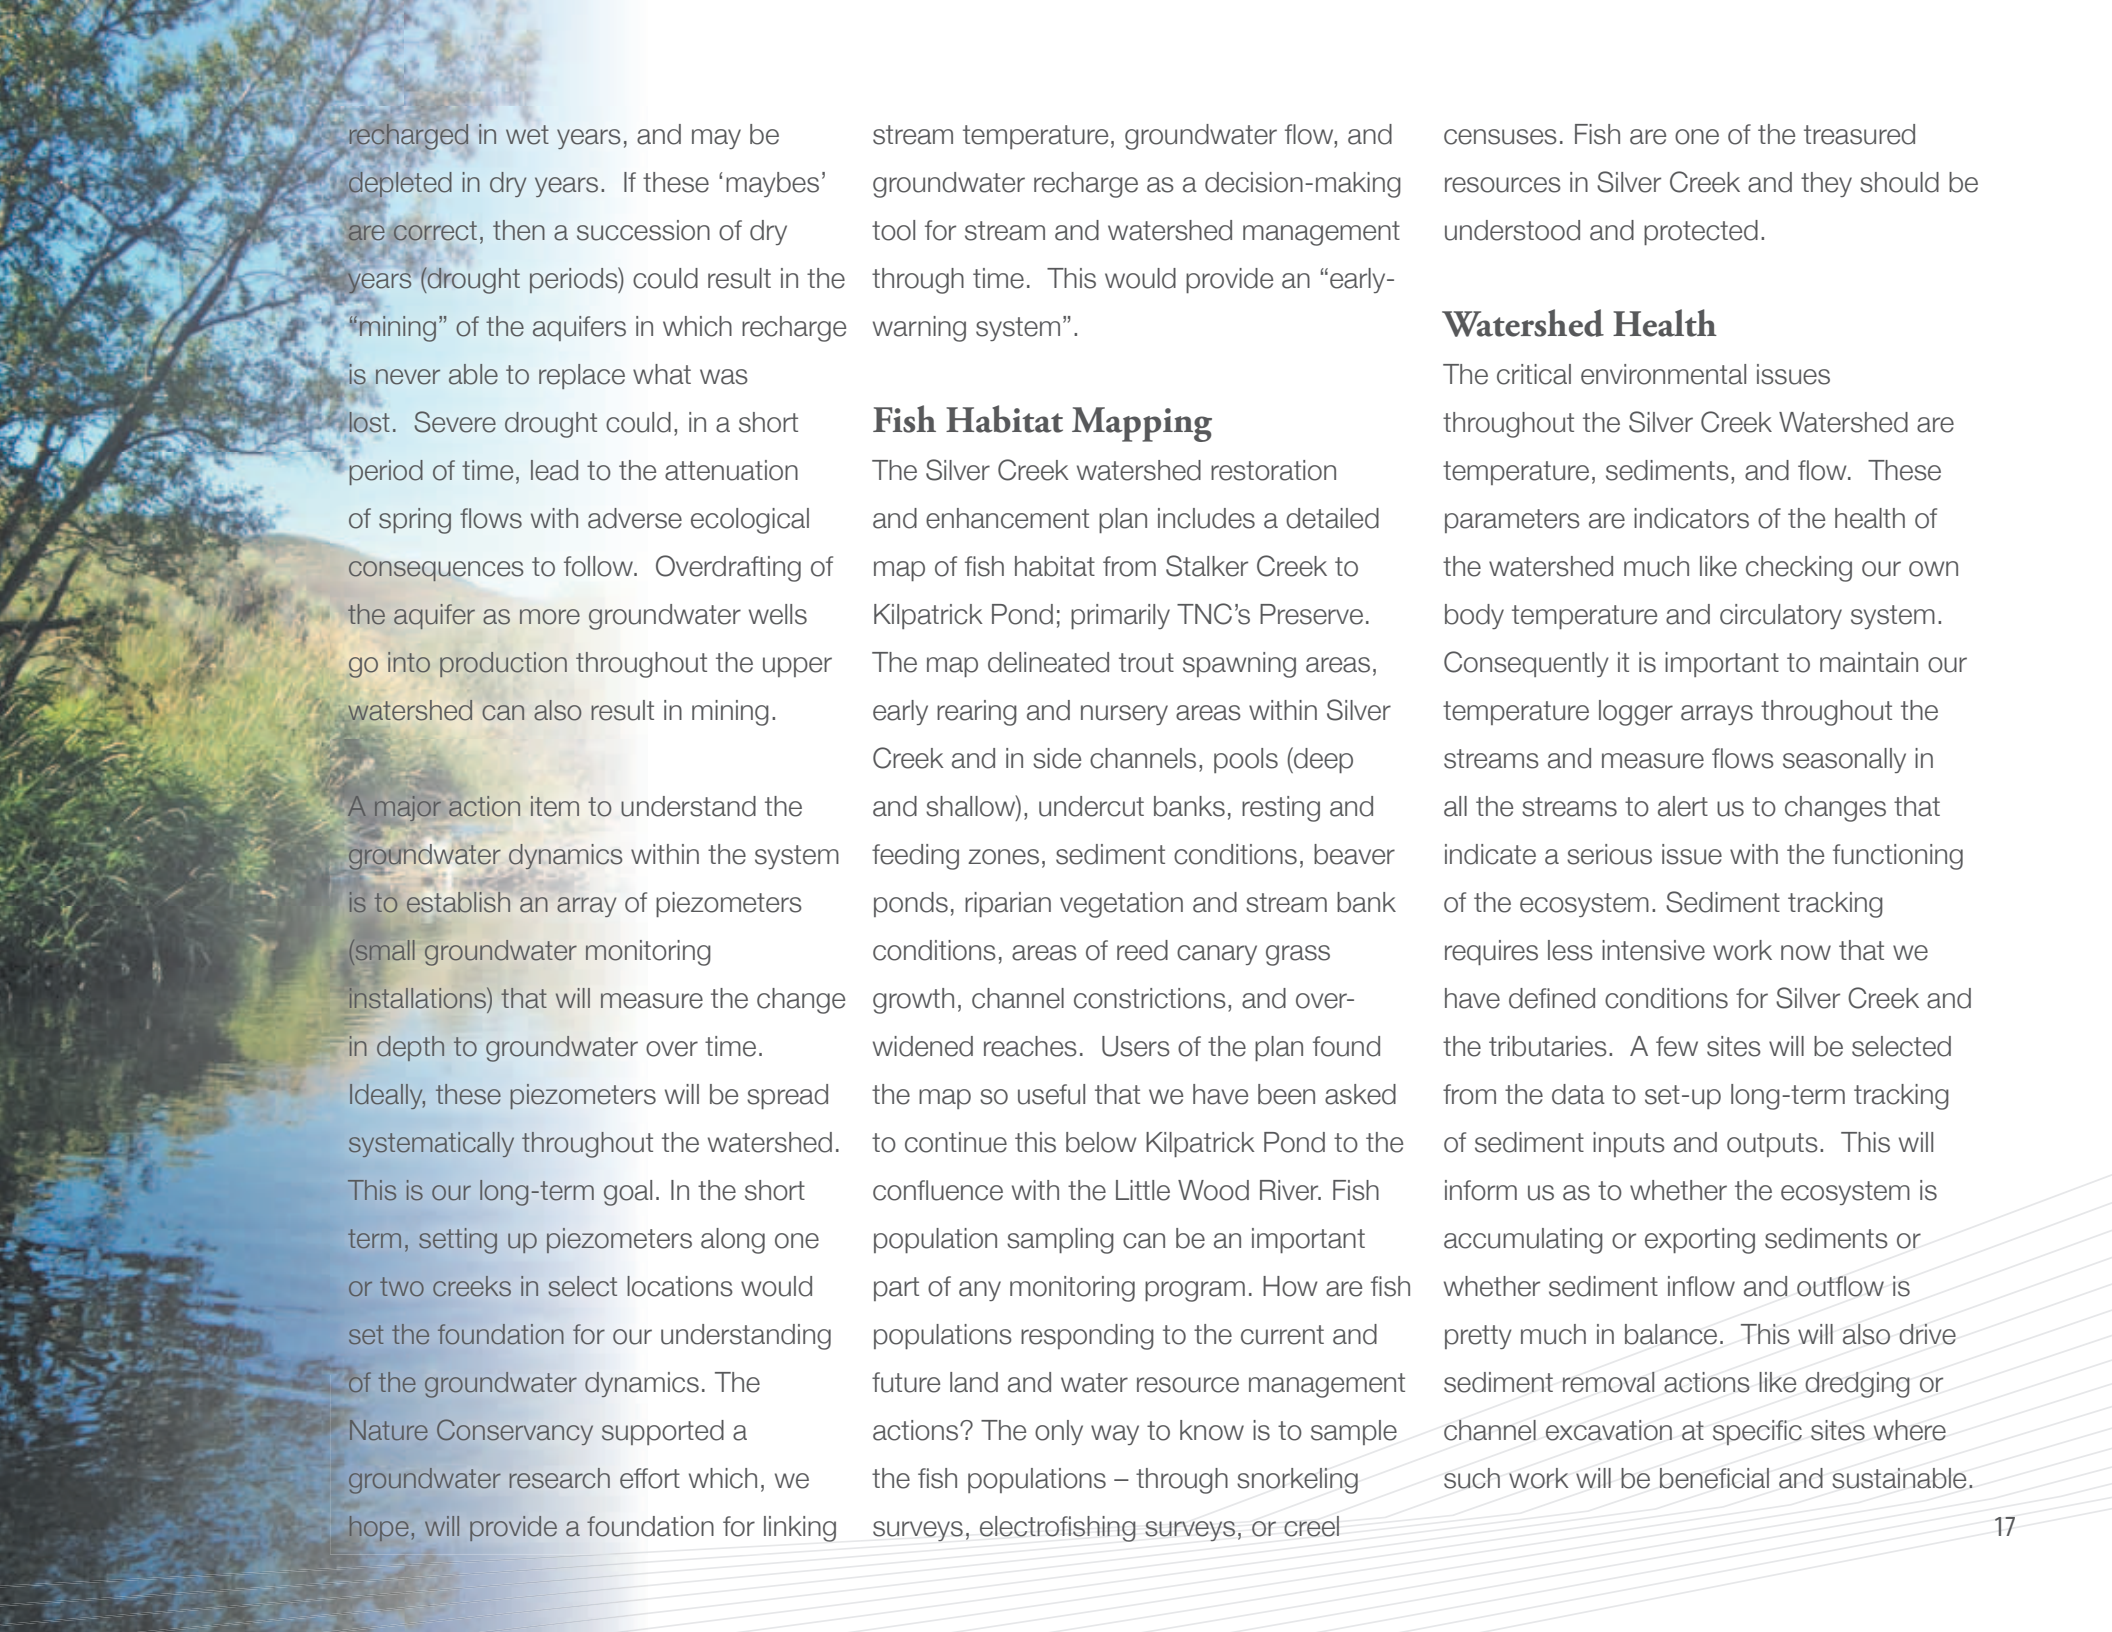 recharged in wet years, and may be
depleted in dry years.  If these ‘maybes’
are correct, then a succession of dry
years (drought periods) could result in the
“mining” of the aquifers in which recharge
is never able to replace what was
lost.  Severe drought could, in a short
period of time, lead to the attenuation
of spring flows with adverse ecological
consequences to follow.  Overdrafting of
the aquifer as more groundwater wells
go into production throughout the upper
watershed can also result in mining.
A major action item to understand the
groundwater dynamics within the system
is to establish an array of piezometers
(small groundwater monitoring
installations) that will measure the change
in depth to groundwater over time.
Ideally, these piezometers will be spread
systematically throughout the watershed.
This is our long-term goal. In the short
term, setting up piezometers along one
or two creeks in select locations would
set the foundation for our understanding
of the groundwater dynamics. The
Nature Conservancy supported a
groundwater research effort which, we
hope, will provide a foundation for linking
stream temperature, groundwater flow, and
groundwater recharge as a decision-making
tool for stream and watershed management
through time.  This would provide an “early-
warning system”.
Fish Habitat Mapping
The Silver Creek watershed restoration
and enhancement plan includes a detailed
map of fish habitat from Stalker Creek to
Kilpatrick Pond; primarily TNC’s Preserve.
The map delineated trout spawning areas,
early rearing and nursery areas within Silver
Creek and in side channels, pools (deep
and shallow), undercut banks, resting and
feeding zones, sediment conditions, beaver
ponds, riparian vegetation and stream bank
conditions, areas of reed canary grass
growth, channel constrictions, and over-
widened reaches.  Users of the plan found
the map so useful that we have been asked
to continue this below Kilpatrick Pond to the
confluence with the Little Wood River. Fish
population sampling can be an important
part of any monitoring program. How are fish
populations responding to the current and
future land and water resource management
actions? The only way to know is to sample
the fish populations – through snorkeling
surveys, electrofishing surveys, or creel
censuses. Fish are one of the treasured
resources in Silver Creek and they should be
understood and protected.
Watershed Health
The critical environmental issues
throughout the Silver Creek Watershed are
temperature, sediments, and flow.  These
parameters are indicators of the health of
the watershed much like checking our own
body temperature and circulatory system.
Consequently it is important to maintain our
temperature logger arrays throughout the
streams and measure flows seasonally in
all the streams to alert us to changes that
indicate a serious issue with the functioning
of the ecosystem. Sediment tracking
requires less intensive work now that we
have defined conditions for Silver Creek and
the tributaries.  A few sites will be selected
from the data to set-up long-term tracking
of sediment inputs and outputs.  This will
inform us as to whether the ecosystem is
accumulating or exporting sediments or
whether sediment inflow and outflow is
pretty much in balance.  This will also drive
sediment removal actions like dredging or
channel excavation at specific sites where
such work will be beneficial and sustainable.
17